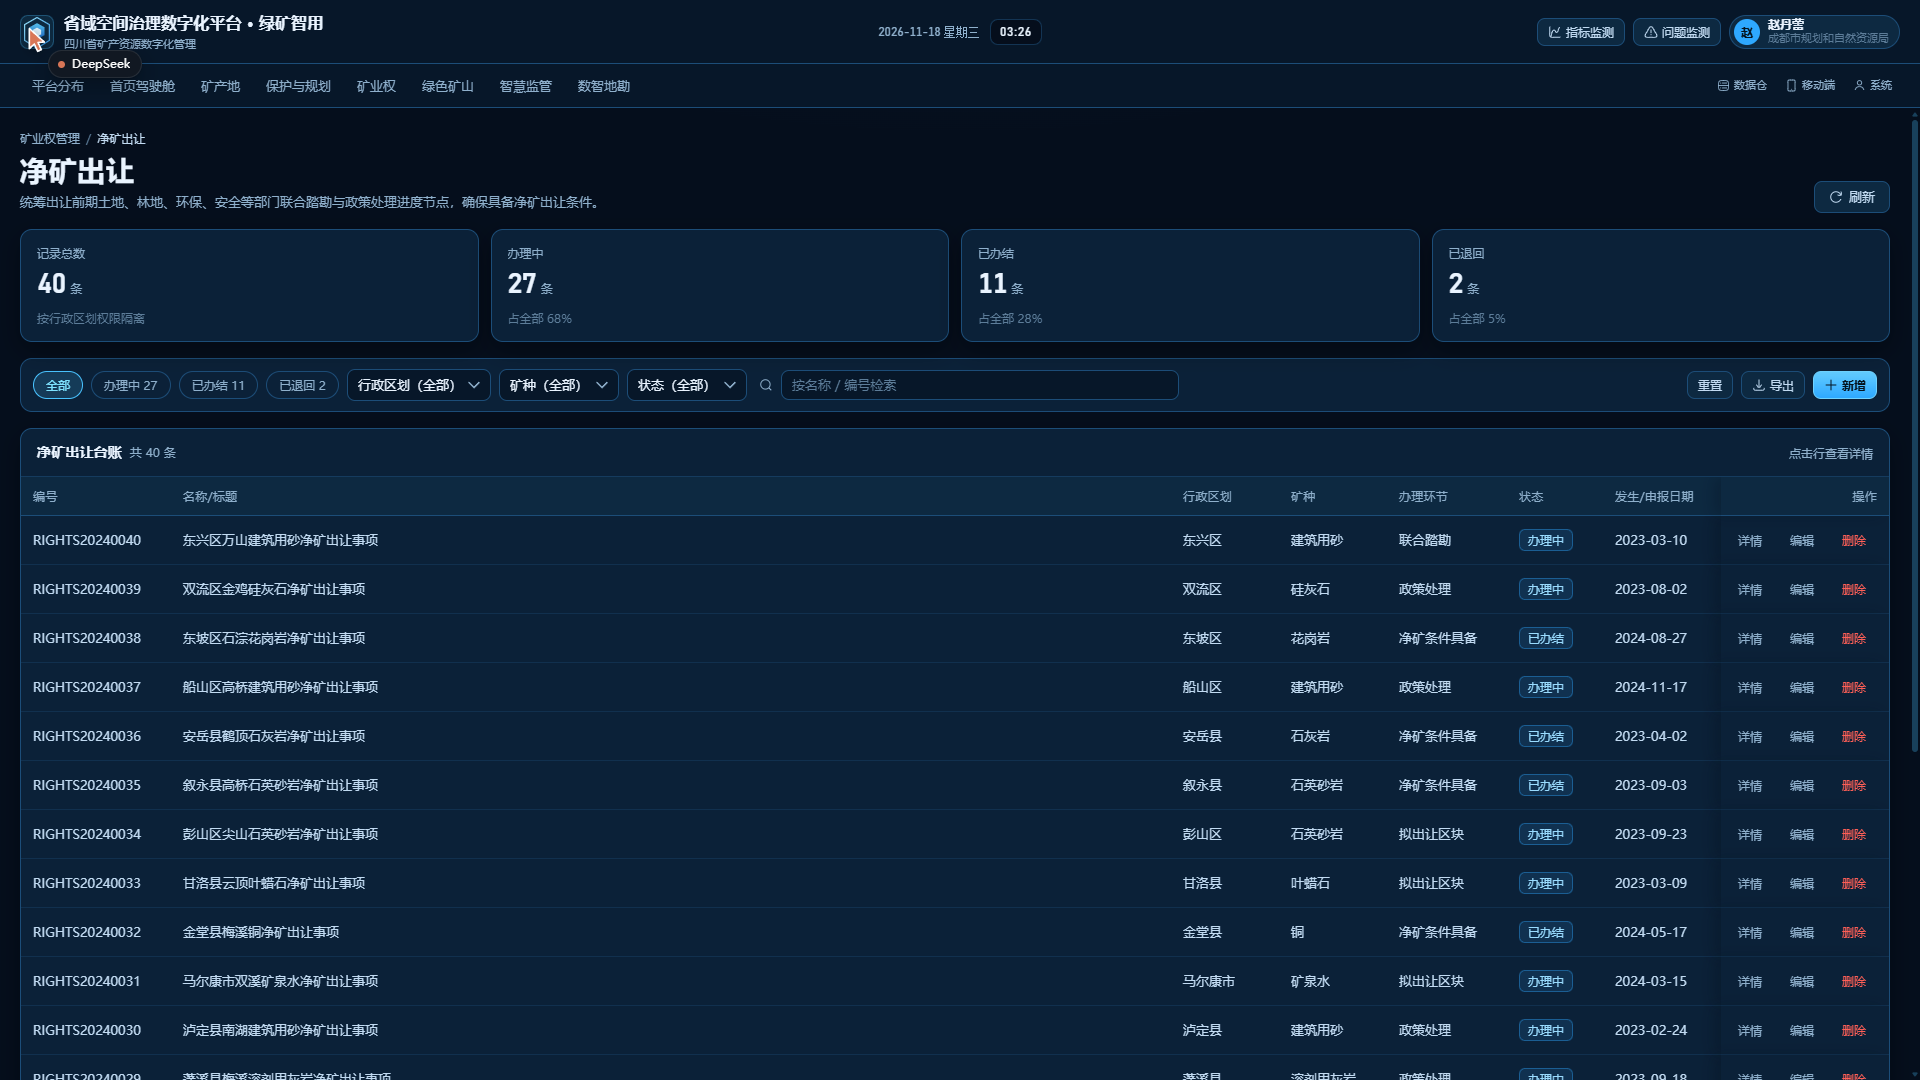 省域空间治理数字化平台 • 绿矿智用
四川省矿产资源数字化管理
DeepSeek
2026-11-18 星期三 03:26
指标监测 问题监测
赵 赵丹蕾
成都市规划和自然资源局
平台分布 首页驾驶舱 矿产地 保护与规划 矿业权 绿色矿山 智慧监管 数智地勘 数据仓 移动端 系统
矿业权管理 / 净矿出让
净矿出让
统筹出让前期土地、林地、环保、安全等部门联合踏勘与政策处理进度节点，确保具备净矿出让条件。
刷新
记录总数
40 条
按行政区划权限隔离
办理中
27 条
占全部 68%
已办结
11 条
占全部 28%
已退回
2 条
占全部 5%
全部 办理中 27 已办结 11 已退回 2 行政区划（全部） 矿种（全部） 状态（全部） 按名称 / 编号检索 重置 导出 新增
净矿出让台账 共 40 条 点击行查看详情
编号 名称/标题 行政区划 矿种 办理环节 状态 发生/申报日期 操作
RIGHTS20240040 东兴区万山建筑用砂净矿出让事项 东兴区 建筑用砂 联合踏勘 办理中 2023-03-10 详情 编辑 删除
RIGHTS20240039 双流区金鸡硅灰石净矿出让事项 双流区 硅灰石 政策处理 办理中 2023-08-02 详情 编辑 删除
RIGHTS20240038 东坡区石淙花岗岩净矿出让事项 东坡区 花岗岩 净矿条件具备 已办结 2024-08-27 详情 编辑 删除
RIGHTS20240037 船山区高桥建筑用砂净矿出让事项 船山区 建筑用砂 政策处理 办理中 2024-11-17 详情 编辑 删除
RIGHTS20240036 安岳县鹤顶石灰岩净矿出让事项 安岳县 石灰岩 净矿条件具备 已办结 2023-04-02 详情 编辑 删除
RIGHTS20240035 叙永县高桥石英砂岩净矿出让事项 叙永县 石英砂岩 净矿条件具备 已办结 2023-09-03 详情 编辑 删除
RIGHTS20240034 彭山区尖山石英砂岩净矿出让事项 彭山区 石英砂岩 拟出让区块 办理中 2023-09-23 详情 编辑 删除
RIGHTS20240033 甘洛县云顶叶蜡石净矿出让事项 甘洛县 叶蜡石 拟出让区块 办理中 2023-03-09 详情 编辑 删除
RIGHTS20240032 金堂县梅溪铜净矿出让事项 金堂县 铜 净矿条件具备 已办结 2024-05-17 详情 编辑 删除
RIGHTS20240031 马尔康市双溪矿泉水净矿出让事项 马尔康市 矿泉水 拟出让区块 办理中 2024-03-15 详情 编辑 删除
RIGHTS20240030 泸定县南湖建筑用砂净矿出让事项 泸定县 建筑用砂 政策处理 办理中 2023-02-24 详情 编辑 删除
RIGHTS20240029 溶剂用灰岩 政策处理 办理中 2023-09-18 详情 编辑 删除